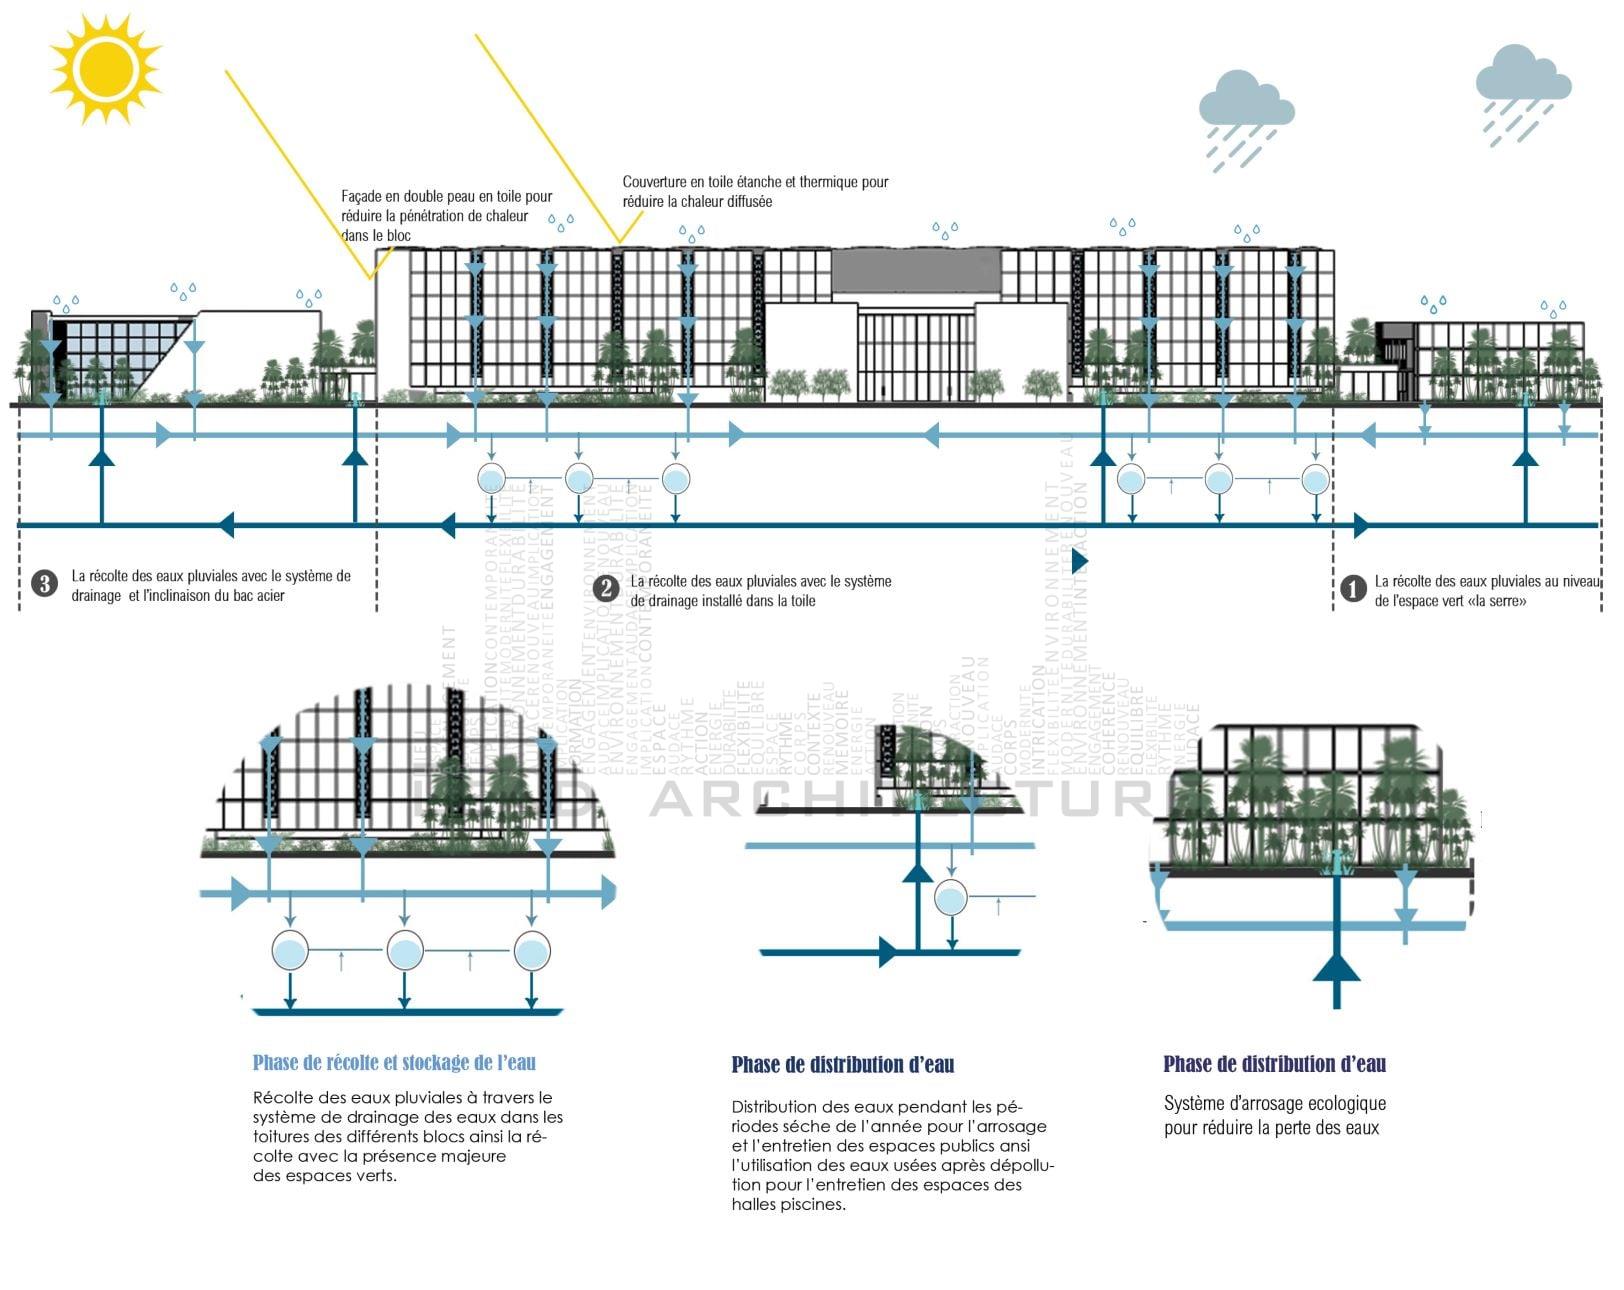 Façade en double peau en toile pour
réduire la pénétration de chaleur
dans le bloc
Couverture en toile étanche et thermique pour
réduire la chaleur diffusée
3
La récolte des eaux pluviales avec le système de
drainage et l'inclinaison du bac acier
2
La récolte des eaux pluviales avec le système
de drainage installé dans la toile
1
La récolte des eaux pluviales au niveau
de l'espace vert «la serre»
ARCHI
Phase de récolte et stockage de l'eau
Récolte des eaux pluviales à travers le
système de drainage des eaux dans les
toitures des différents blocs ainsi la ré-
colte avec la présence majeure
des espaces verts.
Phase de distribution d'eau
Distribution des eaux pendant les pé-
riodes séche de l'année pour l'arrosage
et l'entretien des espaces publics ansi
l'utilisation des eaux usées après dépollu-
tion pour l'entretien des espaces des
halles piscines.
Phase de distribution d'eau
Système d'arrosage ecologique
pour réduire la perte des eaux